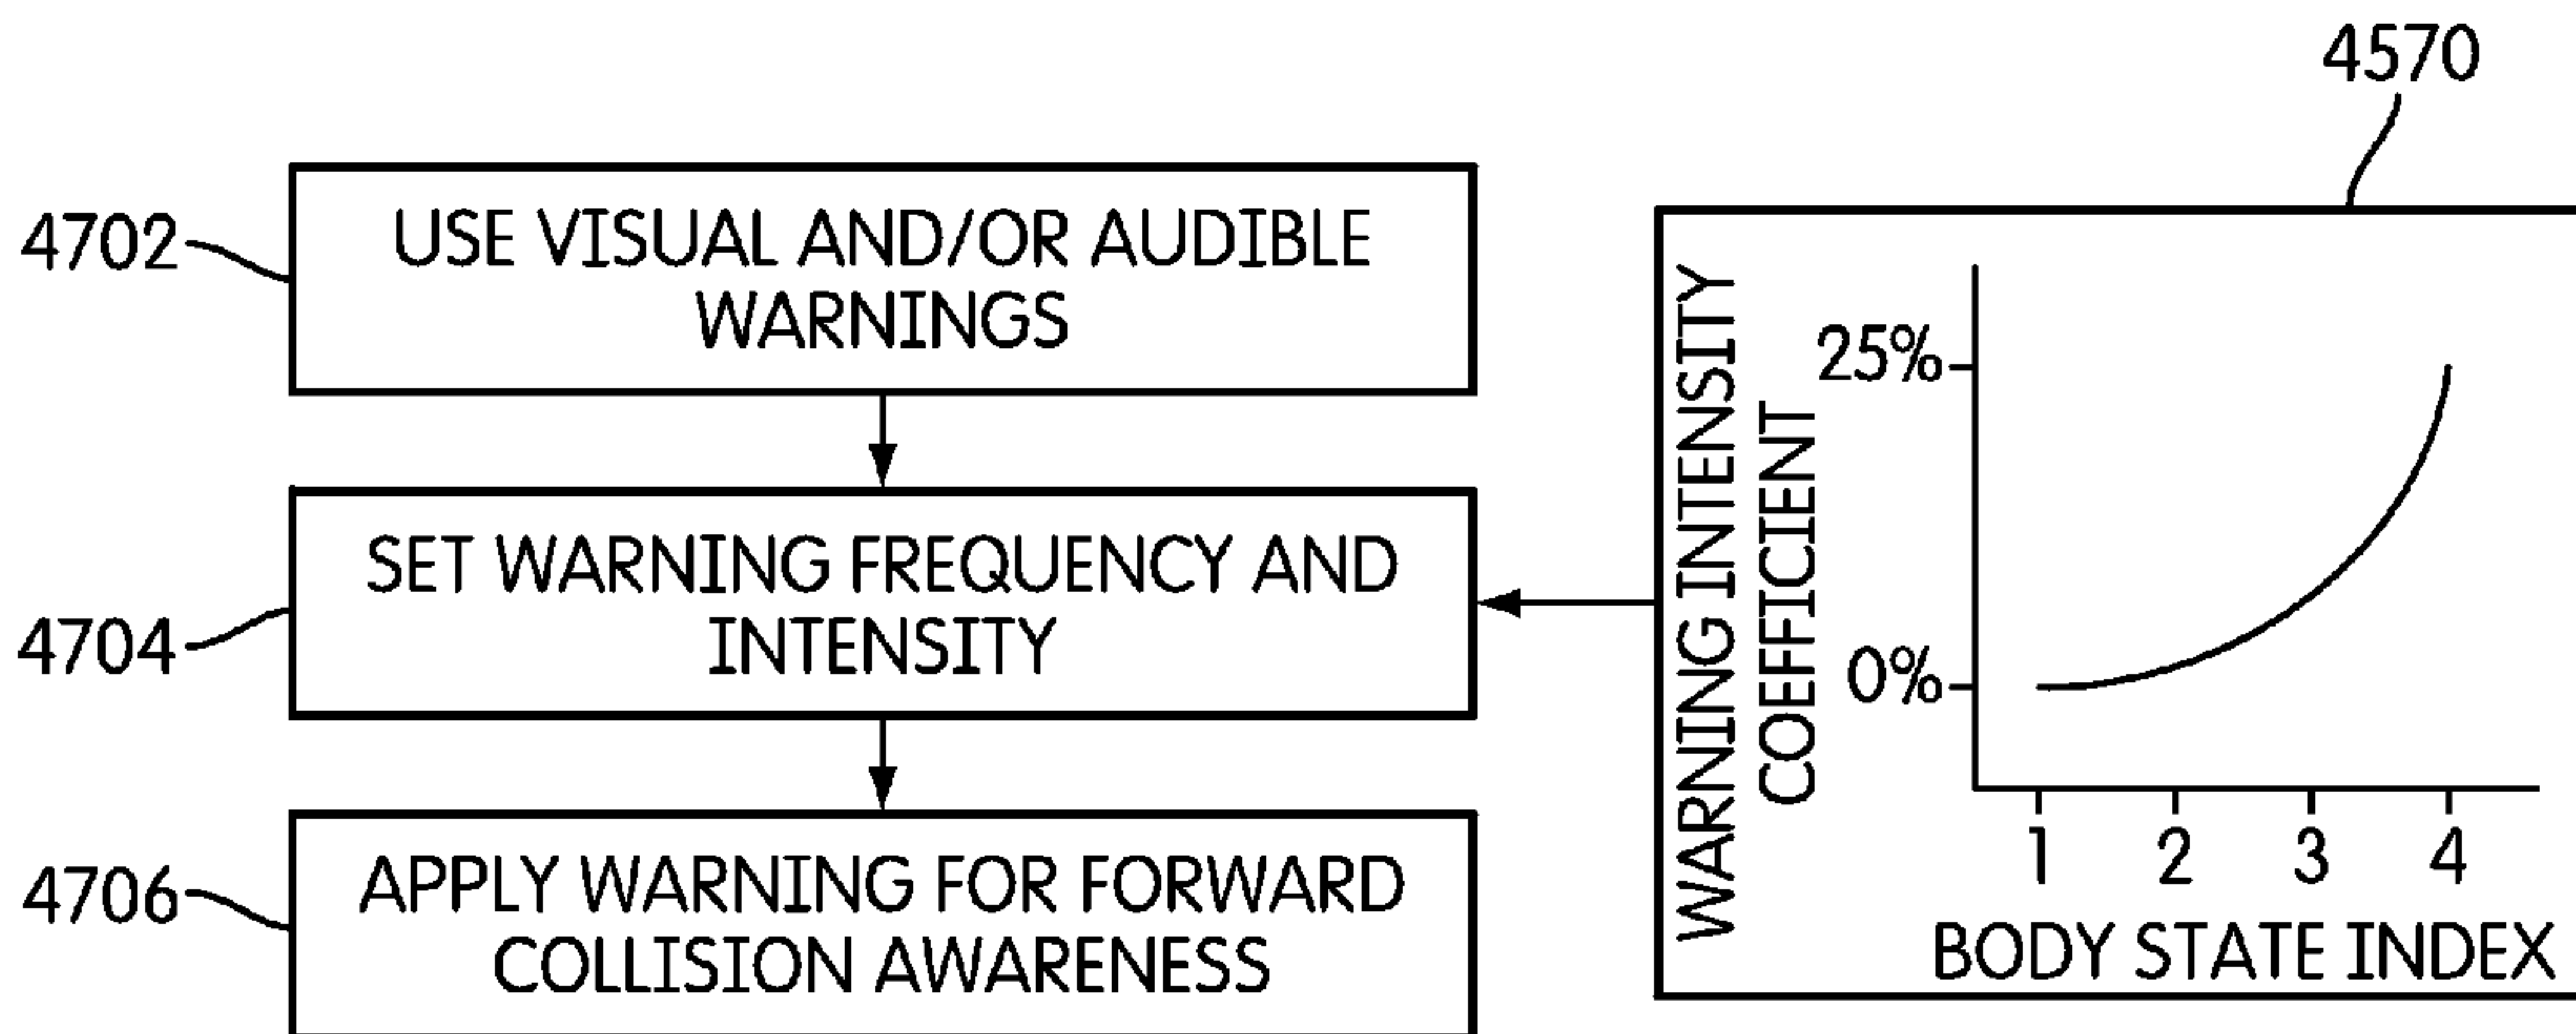 4702
USE VISUAL AND/OR AUDIBLE
WARNINGS
4704
SET WARNING FREQUENCY AND
INTENSITY
4706
APPLY WARNING FOR FORWARD
COLLISION AWARENESS
4570
WARNING INTENSITY
COEFFICIENT
25%
0%
1 2 3 4
BODY STATE INDEX